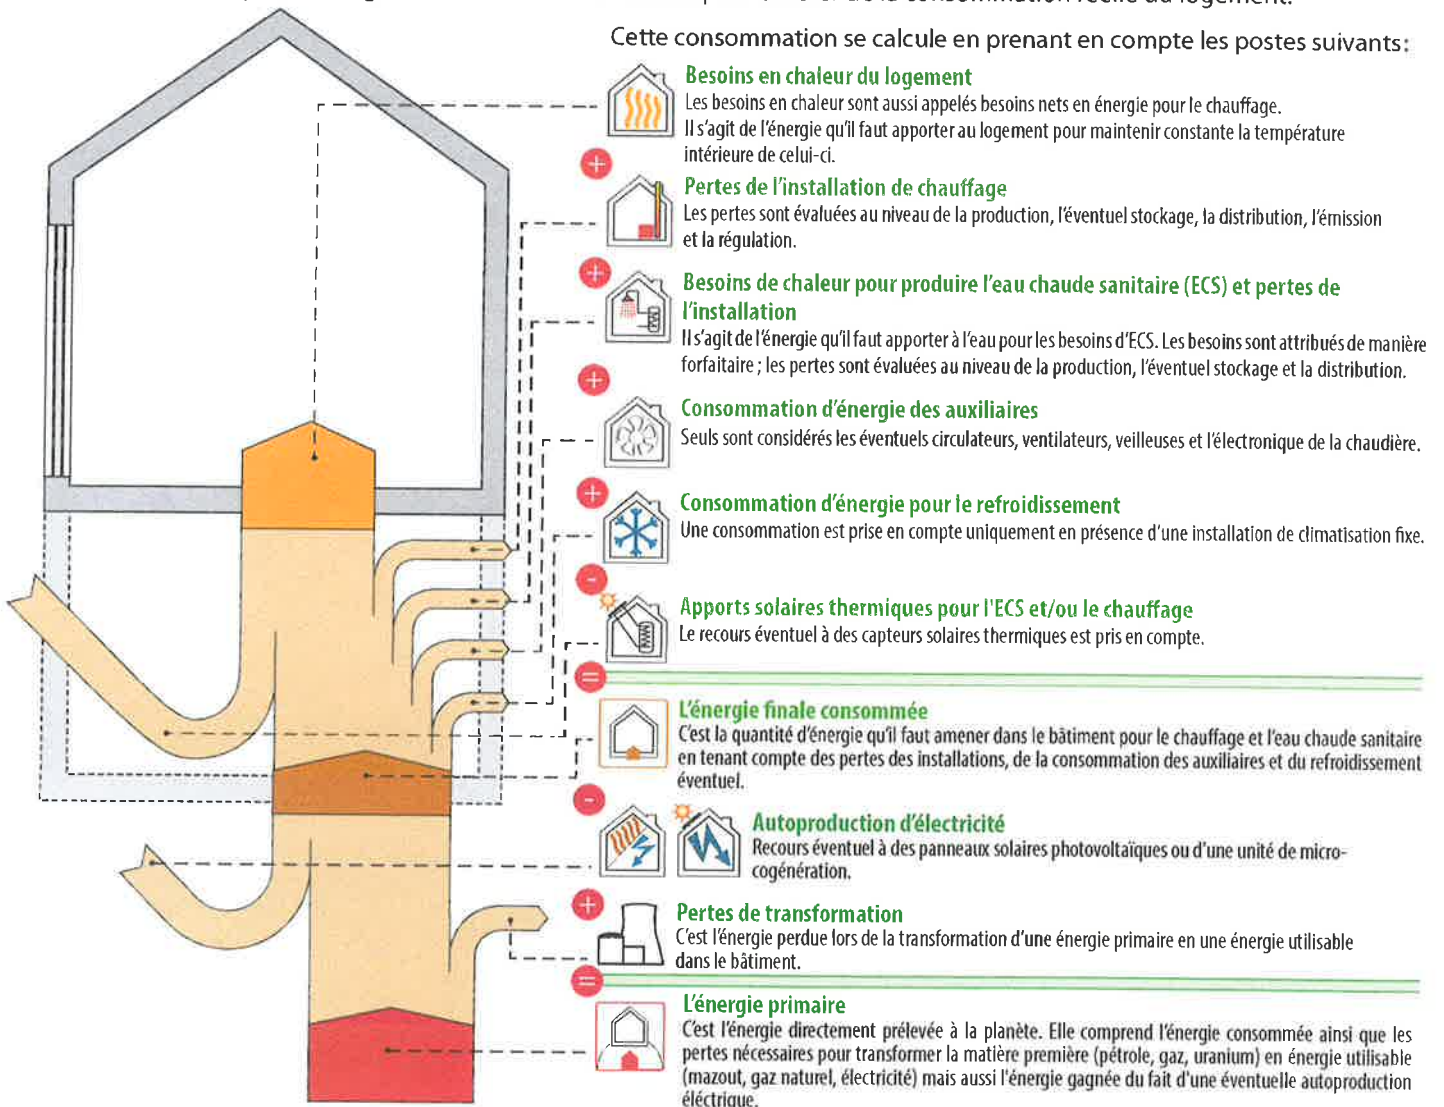 de la consommation réelle du logement.
Cette consommation se calcule en prenant en compte les postes suivants:
Besoins en chaleur du logement
Les besoins en chaleur sont aussi appelés besoins nets en énergie pour le chauffage.
Il s'agit de l'énergie qu'il faut apporter au logement pour maintenir constante la température
intérieure de celui-ci.
+
Pertes de l'installation de chauffage
Les pertes sont évaluées au niveau de la production, l'éventuel stockage, la distribution, l'émission
et la régulation.
+
Besoins de chaleur pour produire l'eau chaude sanitaire (ECS) et pertes de
l'installation
Il s'agit de l'énergie qu'il faut apporter à l'eau pour les besoins d'ECS. Les besoins sont attribués de manière
forfaitaire ; les pertes sont évaluées au niveau de la production, l'éventuel stockage et la distribution.
+
Consommation d'énergie des auxiliaires
Seuls sont considérés les éventuels circulateurs, ventilateurs, veilleuses et l'électronique de la chaudière.
+
Consommation d'énergie pour le refroidissement
Une consommation est prise en compte uniquement en présence d'une installation de climatisation fixe.
-
Apports solaires thermiques pour l'ECS et/ou le chauffage
Le recours éventuel à des capteurs solaires thermiques est pris en compte.
=
L'énergie finale consommée
C'est la quantité d'énergie qu'il faut amener dans le bâtiment pour le chauffage et l'eau chaude sanitaire
en tenant compte des pertes des installations, de la consommation des auxiliaires et du refroidissement
éventuel.
-
Autoproduction d'électricité
Recours éventuel à des panneaux solaires photovoltaïques ou d'une unité de micro-
cogénération.
+
Pertes de transformation
C'est l'énergie perdue lors de la transformation d'une énergie primaire en une énergie utilisable
dans le bâtiment.
=
L'énergie primaire
C'est l'énergie directement prélevée à la planète. Elle comprend l'énergie consommée ainsi que les
pertes nécessaires pour transformer la matière première (pétrole, gaz, uranium) en énergie utilisable
(mazout, gaz naturel, électricité) mais aussi l'énergie gagnée du fait d'une éventuelle autoproduction
éléctrique.